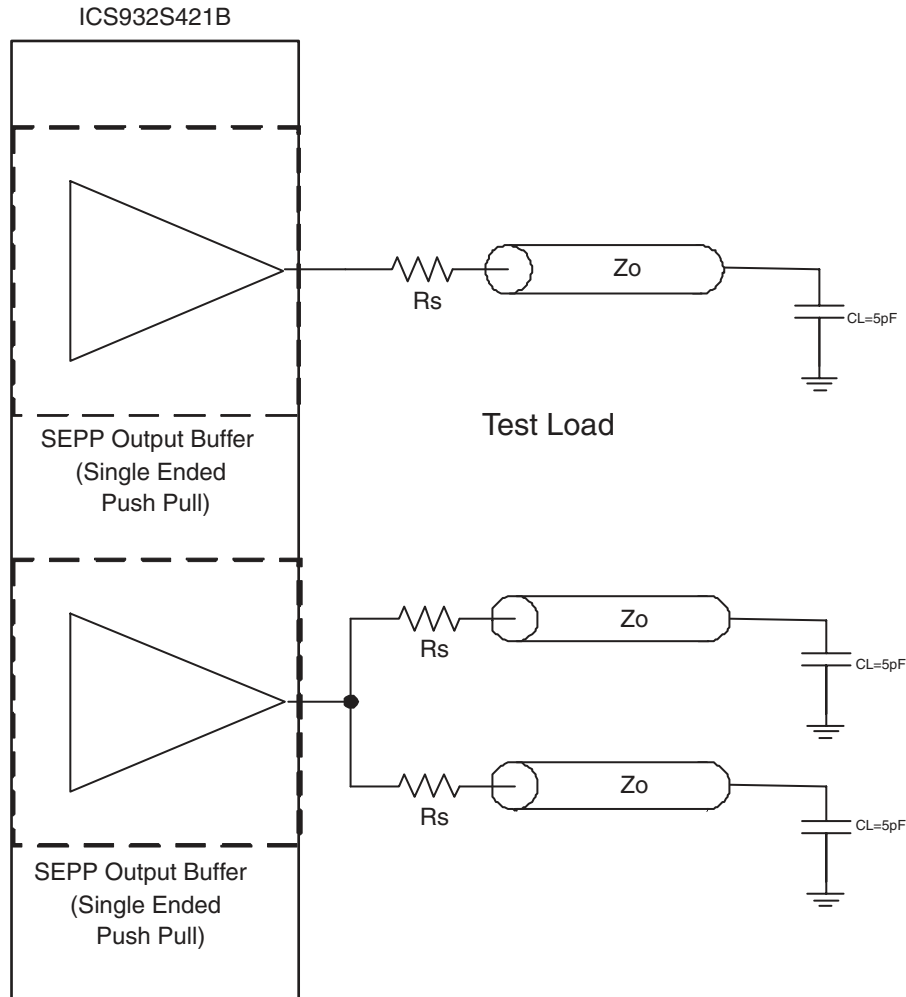 ICS932S421B
Rs
Zo
CL=5pF
Test Load
SEPP Output Buffer
(Single Ended
Push Pull)
Rs
Zo
CL=5pF
Rs
Zo
CL=5pF
SEPP Output Buffer
(Single Ended
Push Pull)